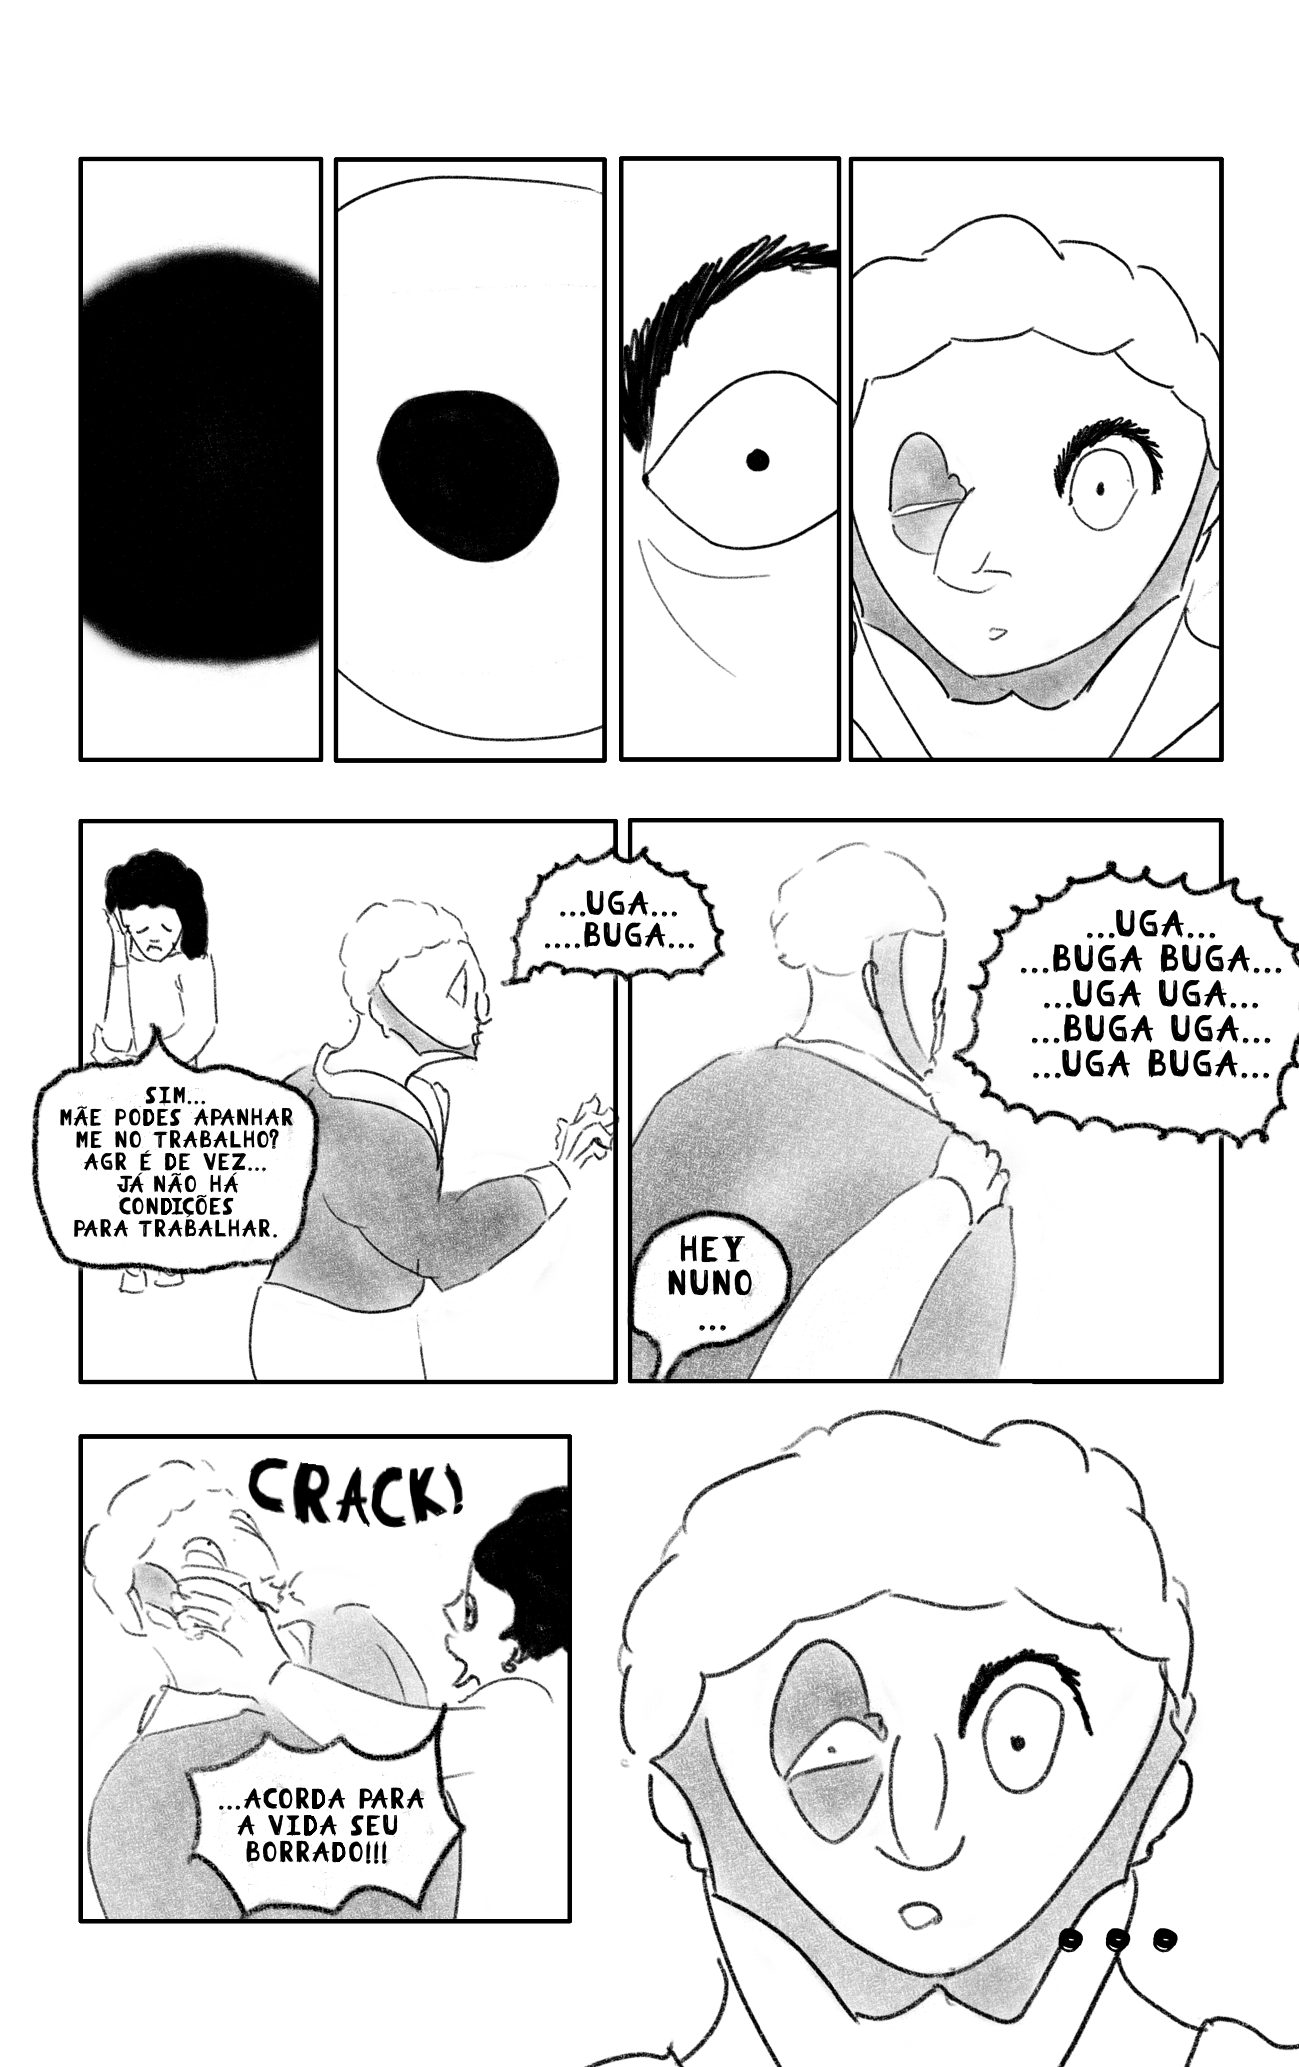 ...UGA...
....BUGA...
SIM...
MÃE PODES APANHAR
ME NO TRABALHO?
AGR É DE VEZ...
JÁ NÃO HÁ
CONDIÇÕES
PARA TRABALHAR.
...UGA...
...BUGA BUGA...
...UGA UGA...
...BUGA UGA...
...UGA BUGA...
HEY
NUNO
...
CRACK!
...ACORDA PARA
A VIDA SEU
BORRADO!!!
...